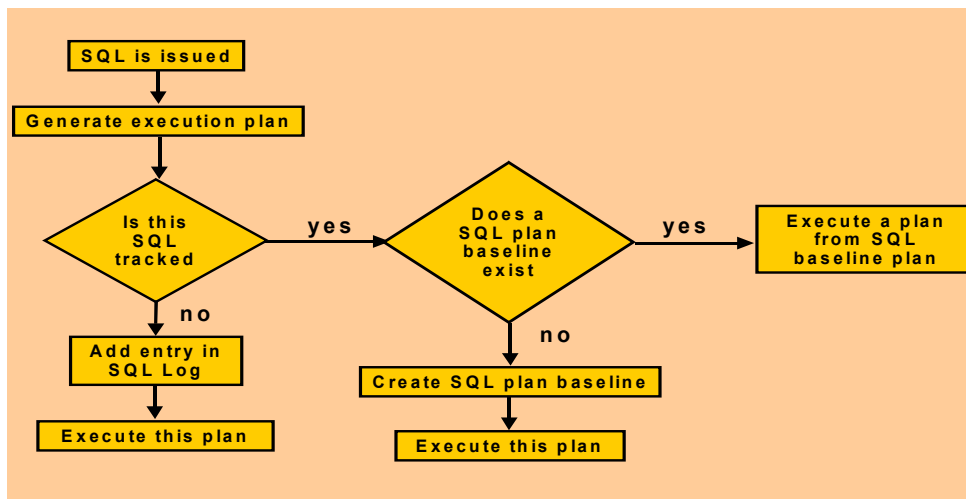 SQL is issued
Generate execution plan
Is this
SQL
tracked
yes
Does a
SQL plan
baseline
exist
yes
Execute a plan
from SQL
baseline plan
no
Add entry in
SQL Log
Execute this plan
no
Create SQL plan baseline
Execute this plan